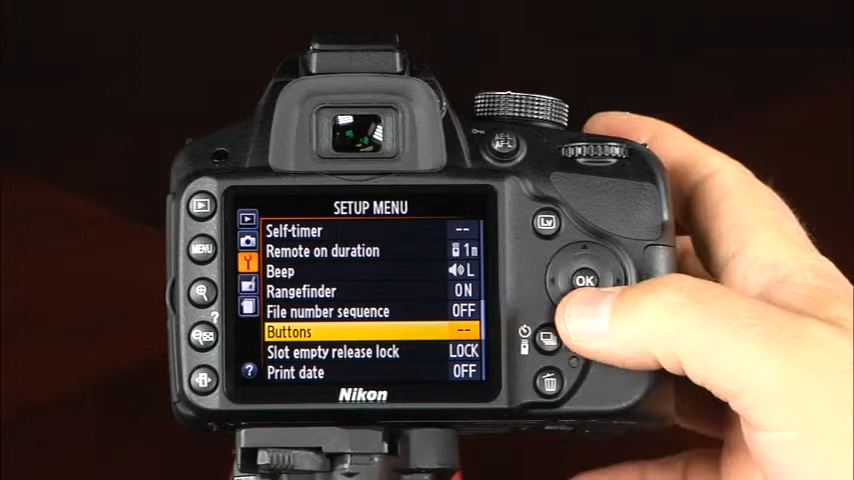 AE-L
AF-L
SETUP MENU
Self-timer --
Remote on duration 1m
Beep L
Rangefinder ON
File number sequence OFF
Buttons --
Slot empty release lock LOCK
Print date OFF
MENU
?
?
Lv
OK
Nikon